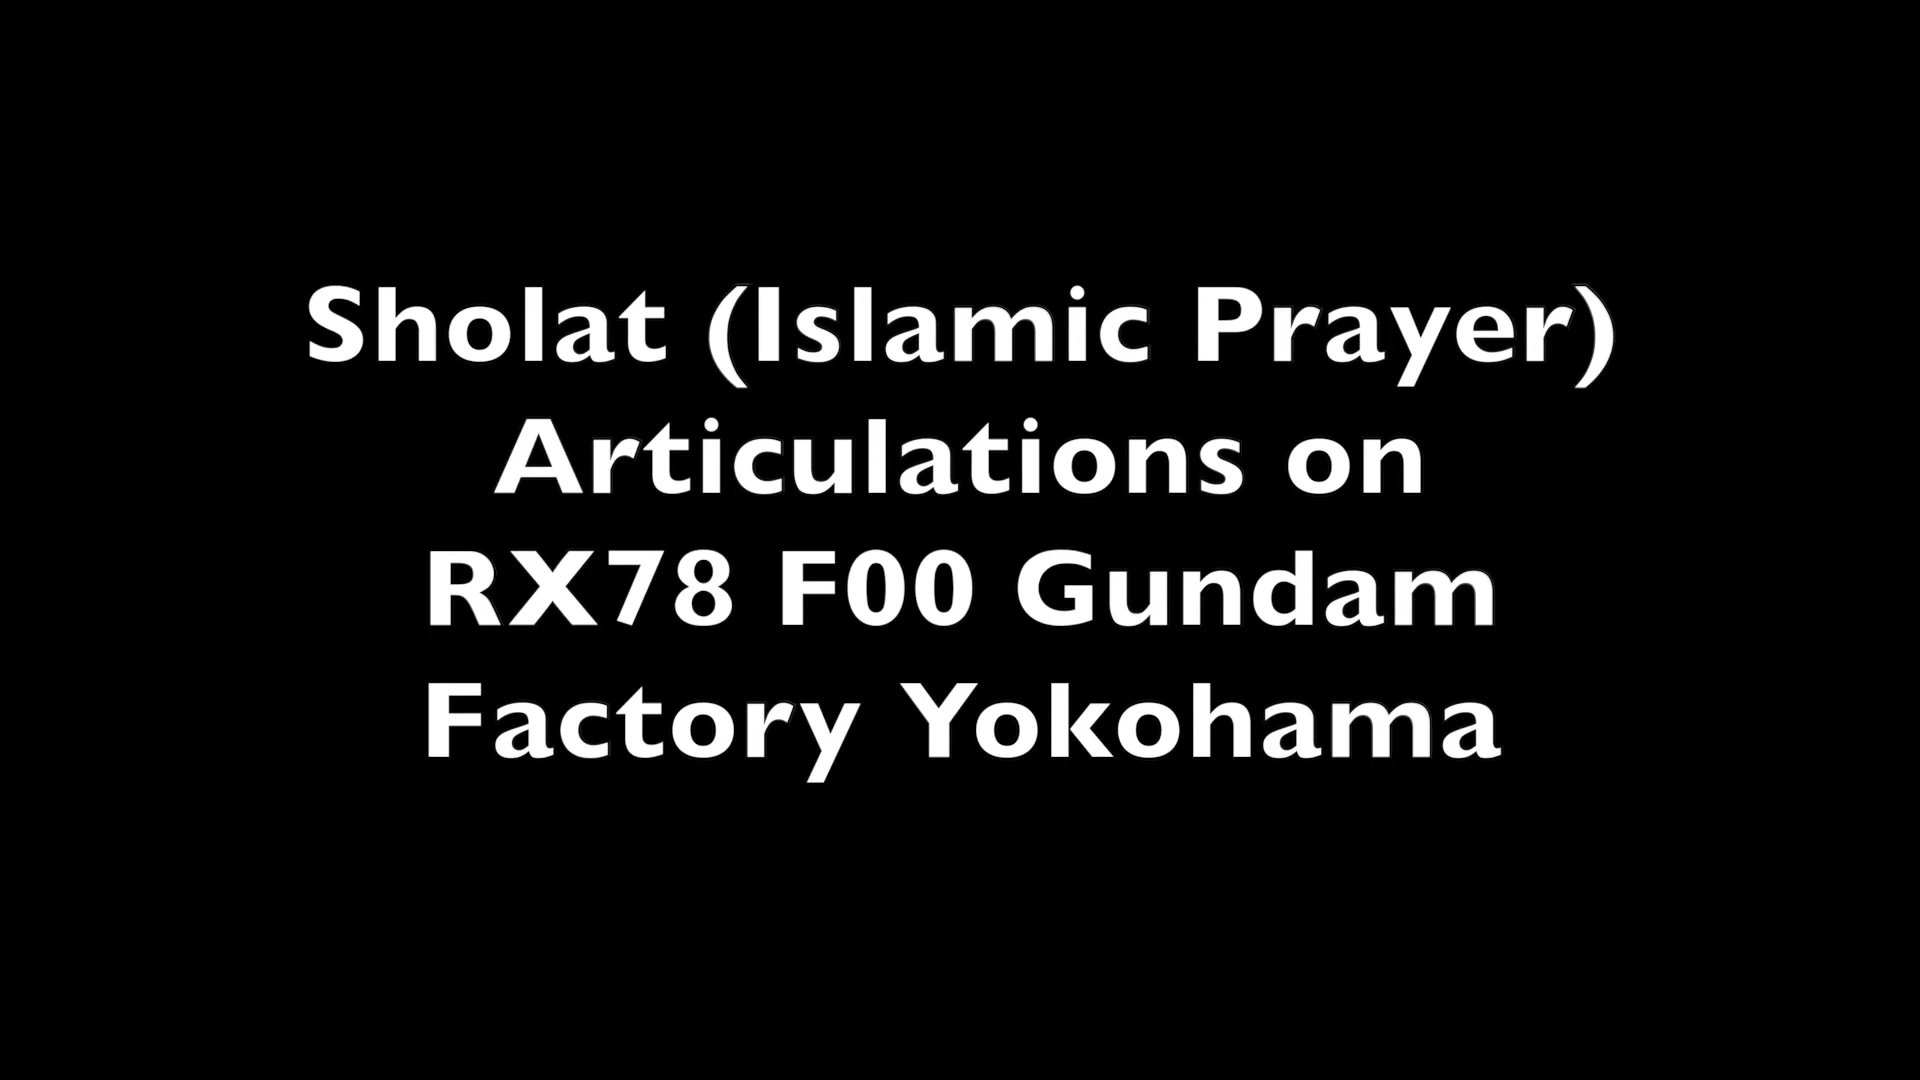 Sholat (Islamic Prayer)
Articulations on
RX78 F00 Gundam
Factory Yokohama